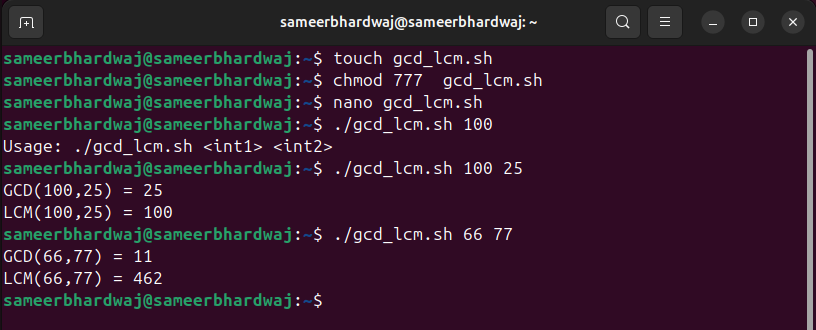 sameerbhardwaj@sameerbhardwaj: ~
sameerbhardwaj@sameerbhardwaj:~$ touch gcd_lcm.sh
sameerbhardwaj@sameerbhardwaj:~$ chmod 777  gcd_lcm.sh
sameerbhardwaj@sameerbhardwaj:~$ nano gcd_lcm.sh
sameerbhardwaj@sameerbhardwaj:~$ ./gcd_lcm.sh 100
Usage: ./gcd_lcm.sh <int1> <int2>
sameerbhardwaj@sameerbhardwaj:~$ ./gcd_lcm.sh 100 25
GCD(100,25) = 25
LCM(100,25) = 100
sameerbhardwaj@sameerbhardwaj:~$ ./gcd_lcm.sh 66 77
GCD(66,77) = 11
LCM(66,77) = 462
sameerbhardwaj@sameerbhardwaj:~$